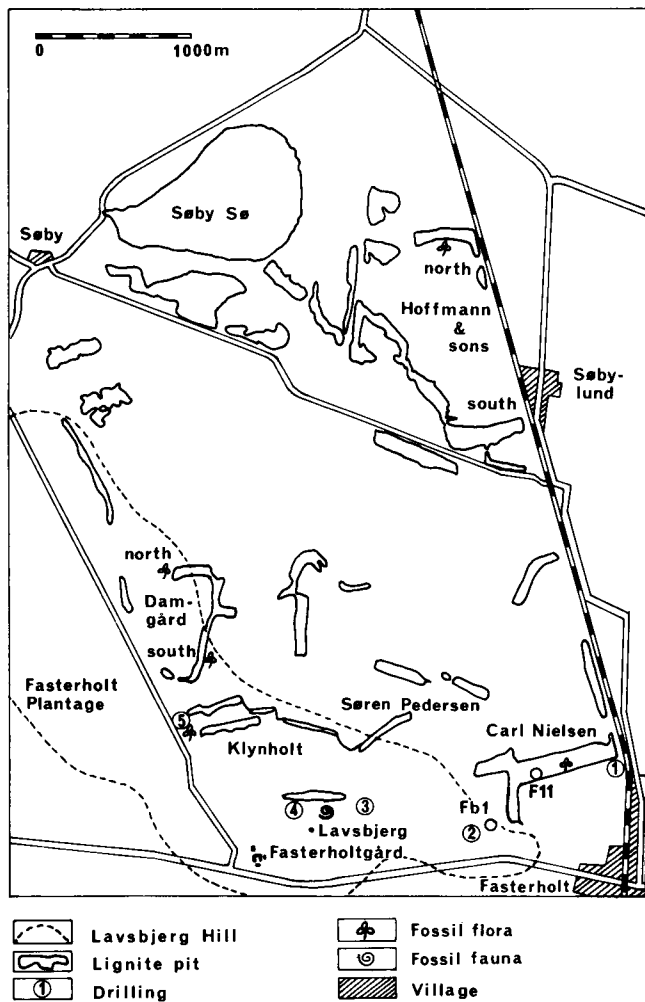 0 1000m
Søby Sø
Søby
north
Hoffmann
& sons
Søby-
lund
south
north
Dam-
gård
south
Fasterholt
Plantage
Søren Pedersen
5
Klynholt
Carl Nielsen
1
F11
4
3
Fb1
2
Lavsbjerg
Fasterholtgård
Fasterholt
Lavsbjerg Hill
Lignite pit
1 Drilling
Fossil flora
Fossil fauna
Village